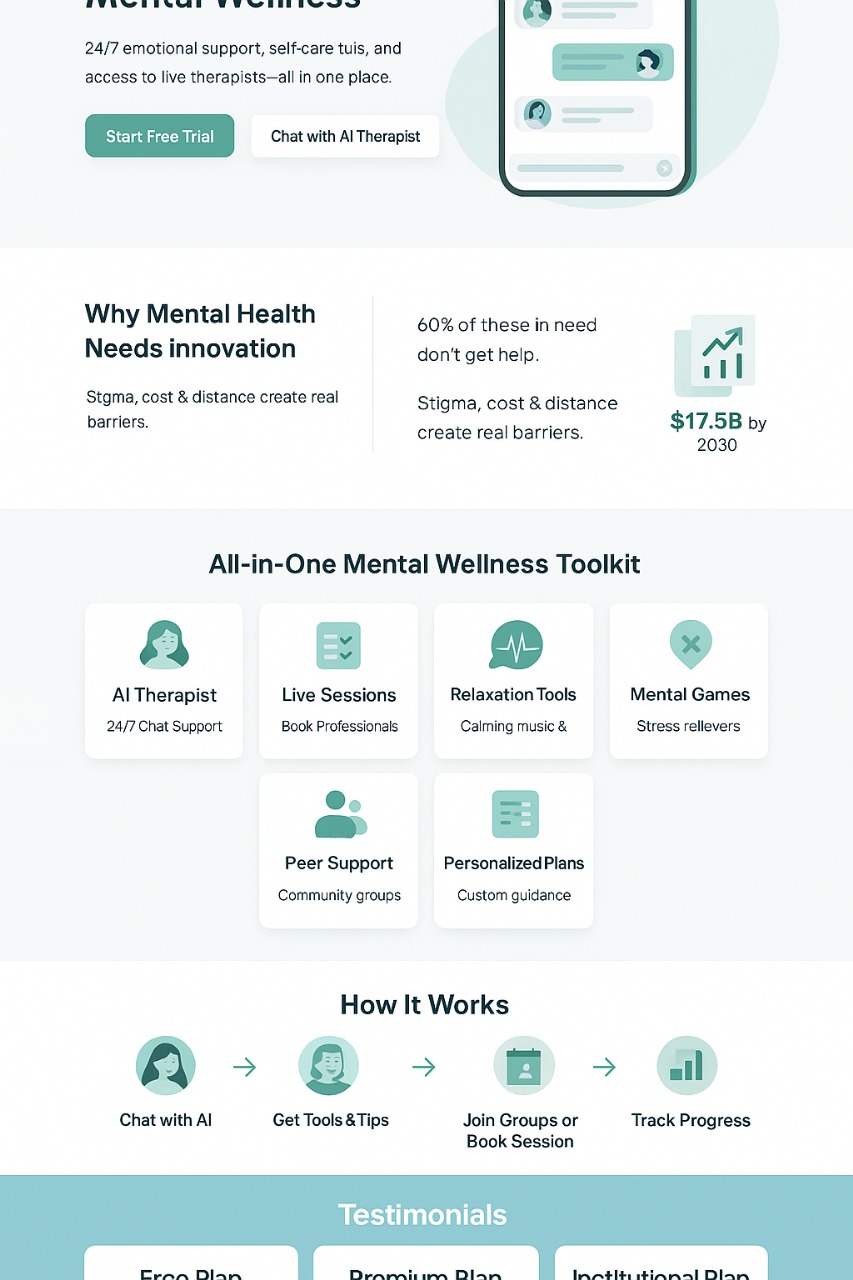 Mental Wellness
24/7 emotional support, self-care tuis, and
access to live therapists—all in one place.
Start Free Trial
Chat with AI Therapist
Why Mental Health
Needs innovation
Stgma, cost & distance create real
barriers.
60% of these in need
don't get help.
Stigma, cost & distance
create real barriers.
$17.5B by
2030
All-in-One Mental Wellness Toolkit
AI Therapist
24/7 Chat Support
Live Sessions
Book Professionals
Relaxation Tools
Calming music &
Mental Games
Stress rellevers
Peer Support
Community groups
Personalized Plans
Custom guidance
How It Works
Chat with AI
Get Tools & Tips
Join Groups or
Book Session
Track Progress
Testimonials
Plan
Plan